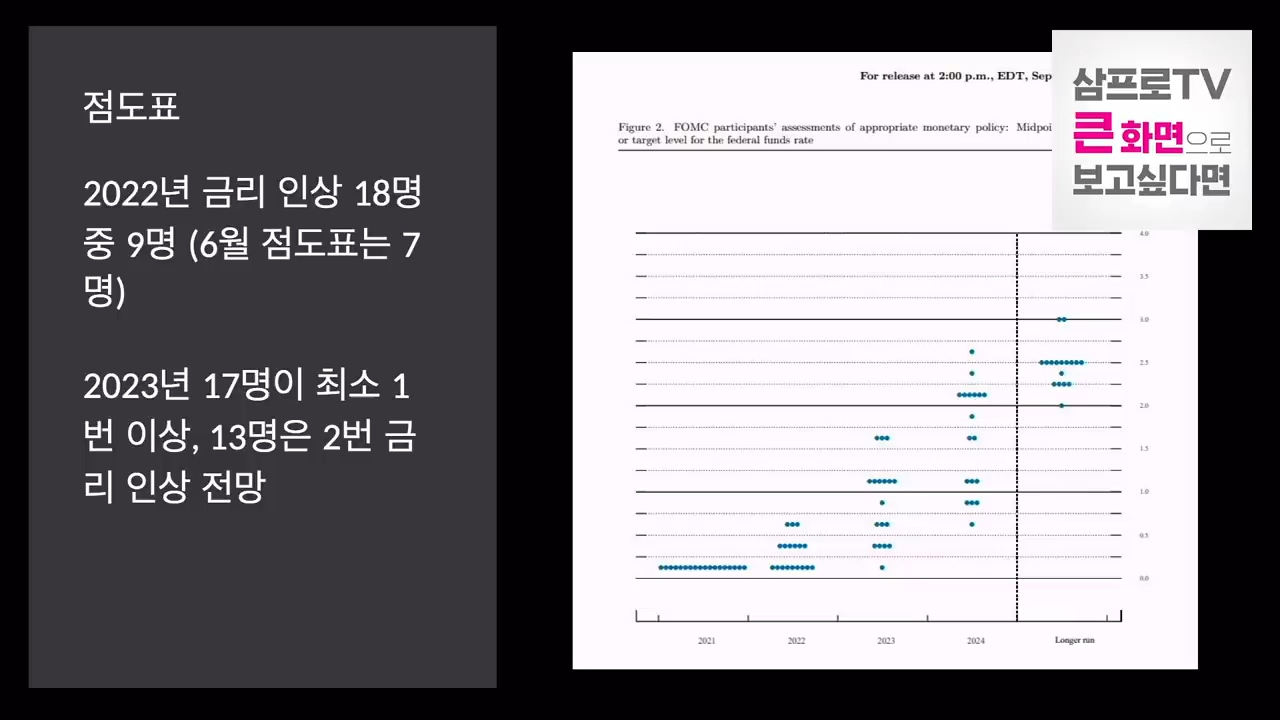 점도표
2022년 금리 인상 18명
중 9명 (6월 점도표는 7
명)
2023년 17명이 최소 1
번 이상, 13명은 2번 금
리 인상 전망
For release at 2:00 p.m., EDT, Sep
삼프로TV
큰 화면으로
보고싶다면
Figure 2. FOMC participants' assessments of appropriate monetary policy: Midpoi
or target level for the federal funds rate
4.0
3.5
3.0
2.5
2.0
1.5
1.0
0.5
0.0
2021 2022 2023 2024 Longer run